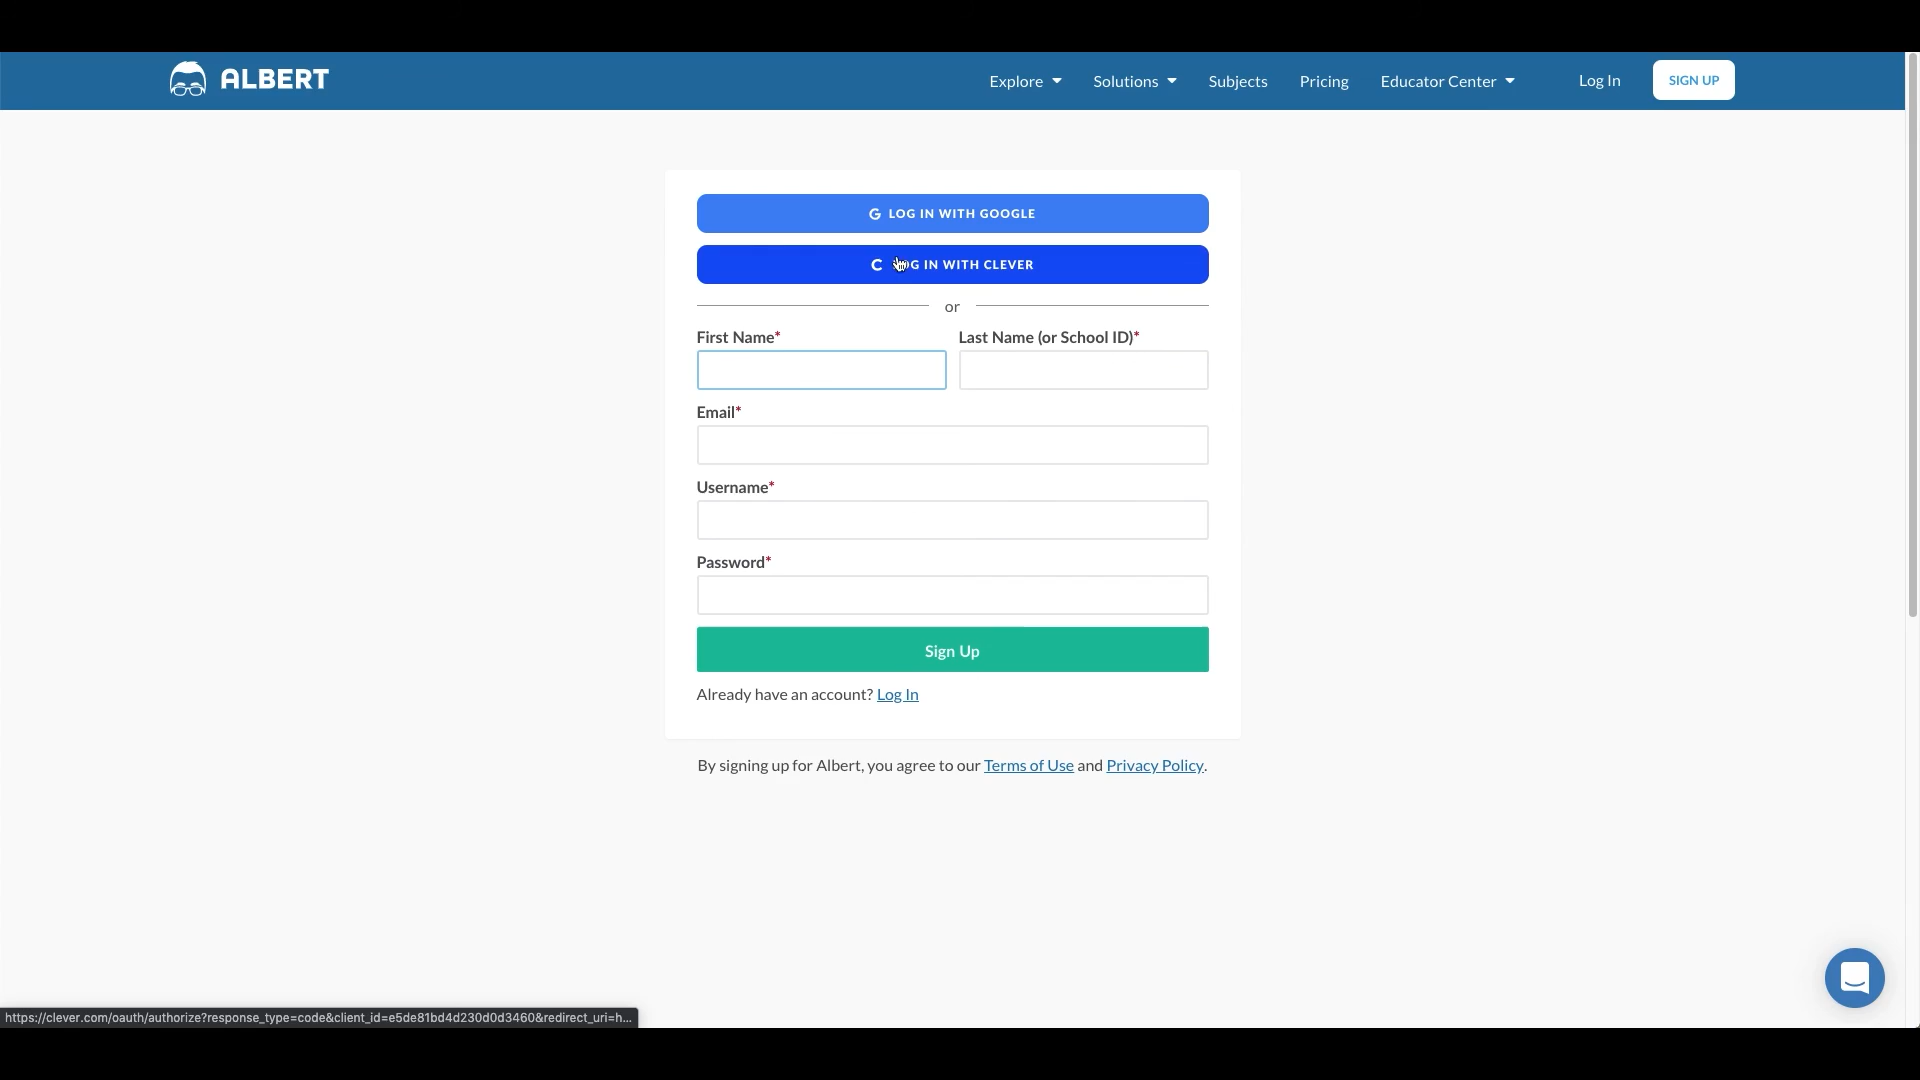 ALBERT
Explore Solutions Subjects Pricing Educator Center Log In SIGN UP
G LOG IN WITH GOOGLE
C OG IN WITH CLEVER
or
First Name* Last Name (or School ID)*
Email*
Username*
Password*
Sign Up
Already have an account? Log In
By signing up for Albert, you agree to our Terms of Use and Privacy Policy.
https://clever.com/oauth/authorize?response_type=code&client_id=e5de81bd4d230d0d3460&redirect_uri=h...